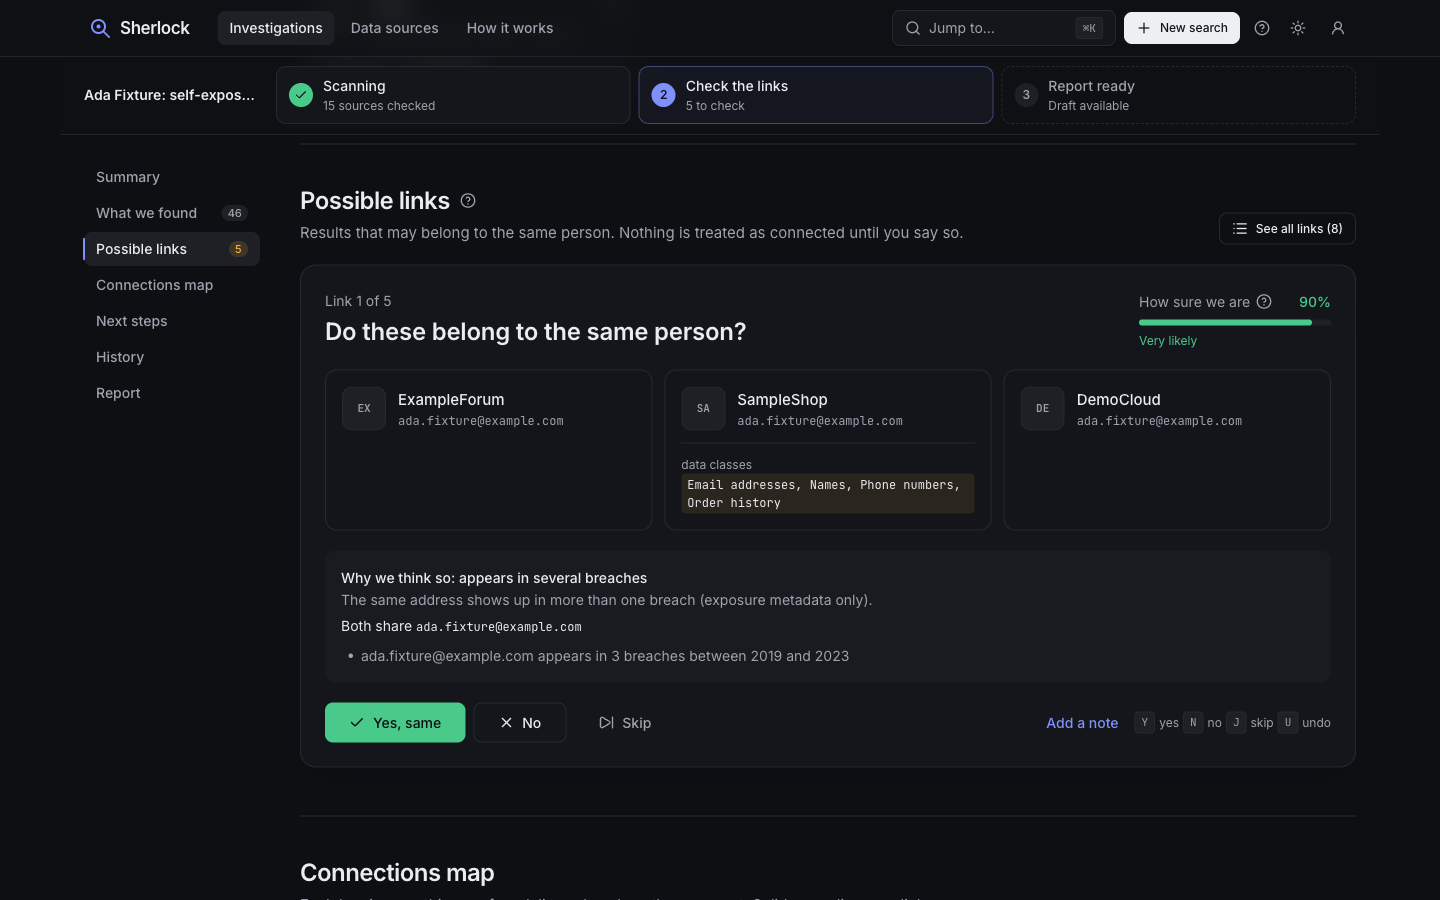 Sherlock
Investigations
Data sources
How it works
Jump to...
⌘K
New search
Ada Fixture: self-expos...
Scanning
15 sources checked
2
Check the links
5 to check
3
Report ready
Draft available
Summary
What we found 46
Possible links 5
Connections map
Next steps
History
Report
Possible links
Results that may belong to the same person. Nothing is treated as connected until you say so.
See all links (8)
Link 1 of 5
Do these belong to the same person?
How sure we are 90%
Very likely
EX
ExampleForum
ada.fixture@example.com
SA
SampleShop
ada.fixture@example.com
data classes
Email addresses, Names, Phone numbers,
Order history
DE
DemoCloud
ada.fixture@example.com
Why we think so: appears in several breaches
The same address shows up in more than one breach (exposure metadata only).
Both share ada.fixture@example.com
• ada.fixture@example.com appears in 3 breaches between 2019 and 2023
Yes, same
No
Skip
Add a note
Y yes N no J skip U undo
Connections map